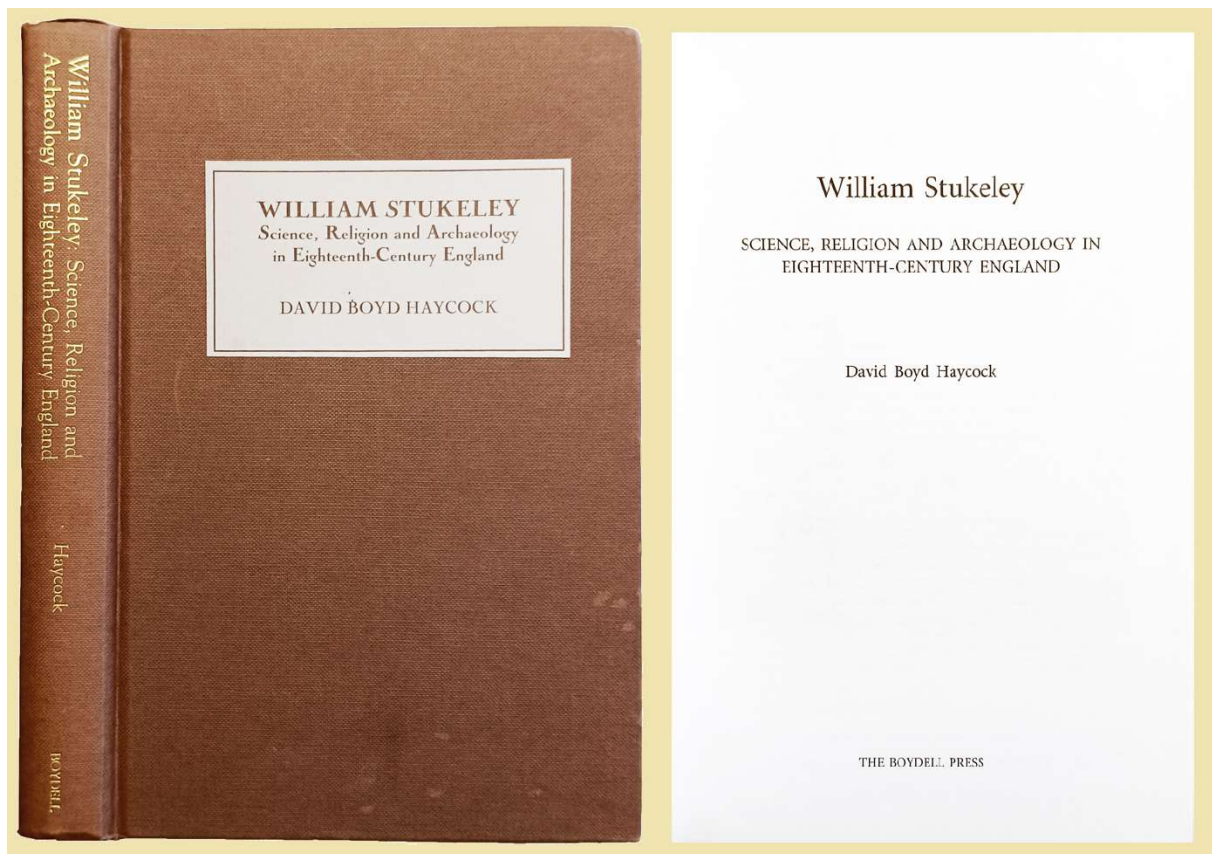 William Stukeley: Science, Religion and
Archaeology in Eighteenth-Century England
Haycock
BOYDELL
WILLIAM STUKELEY
Science, Religion and Archaeology
in Eighteenth-Century England
DAVID BOYD HAYCOCK
William Stukeley
SCIENCE, RELIGION AND ARCHAEOLOGY IN
EIGHTEENTH-CENTURY ENGLAND
David Boyd Haycock
THE BOYDELL PRESS